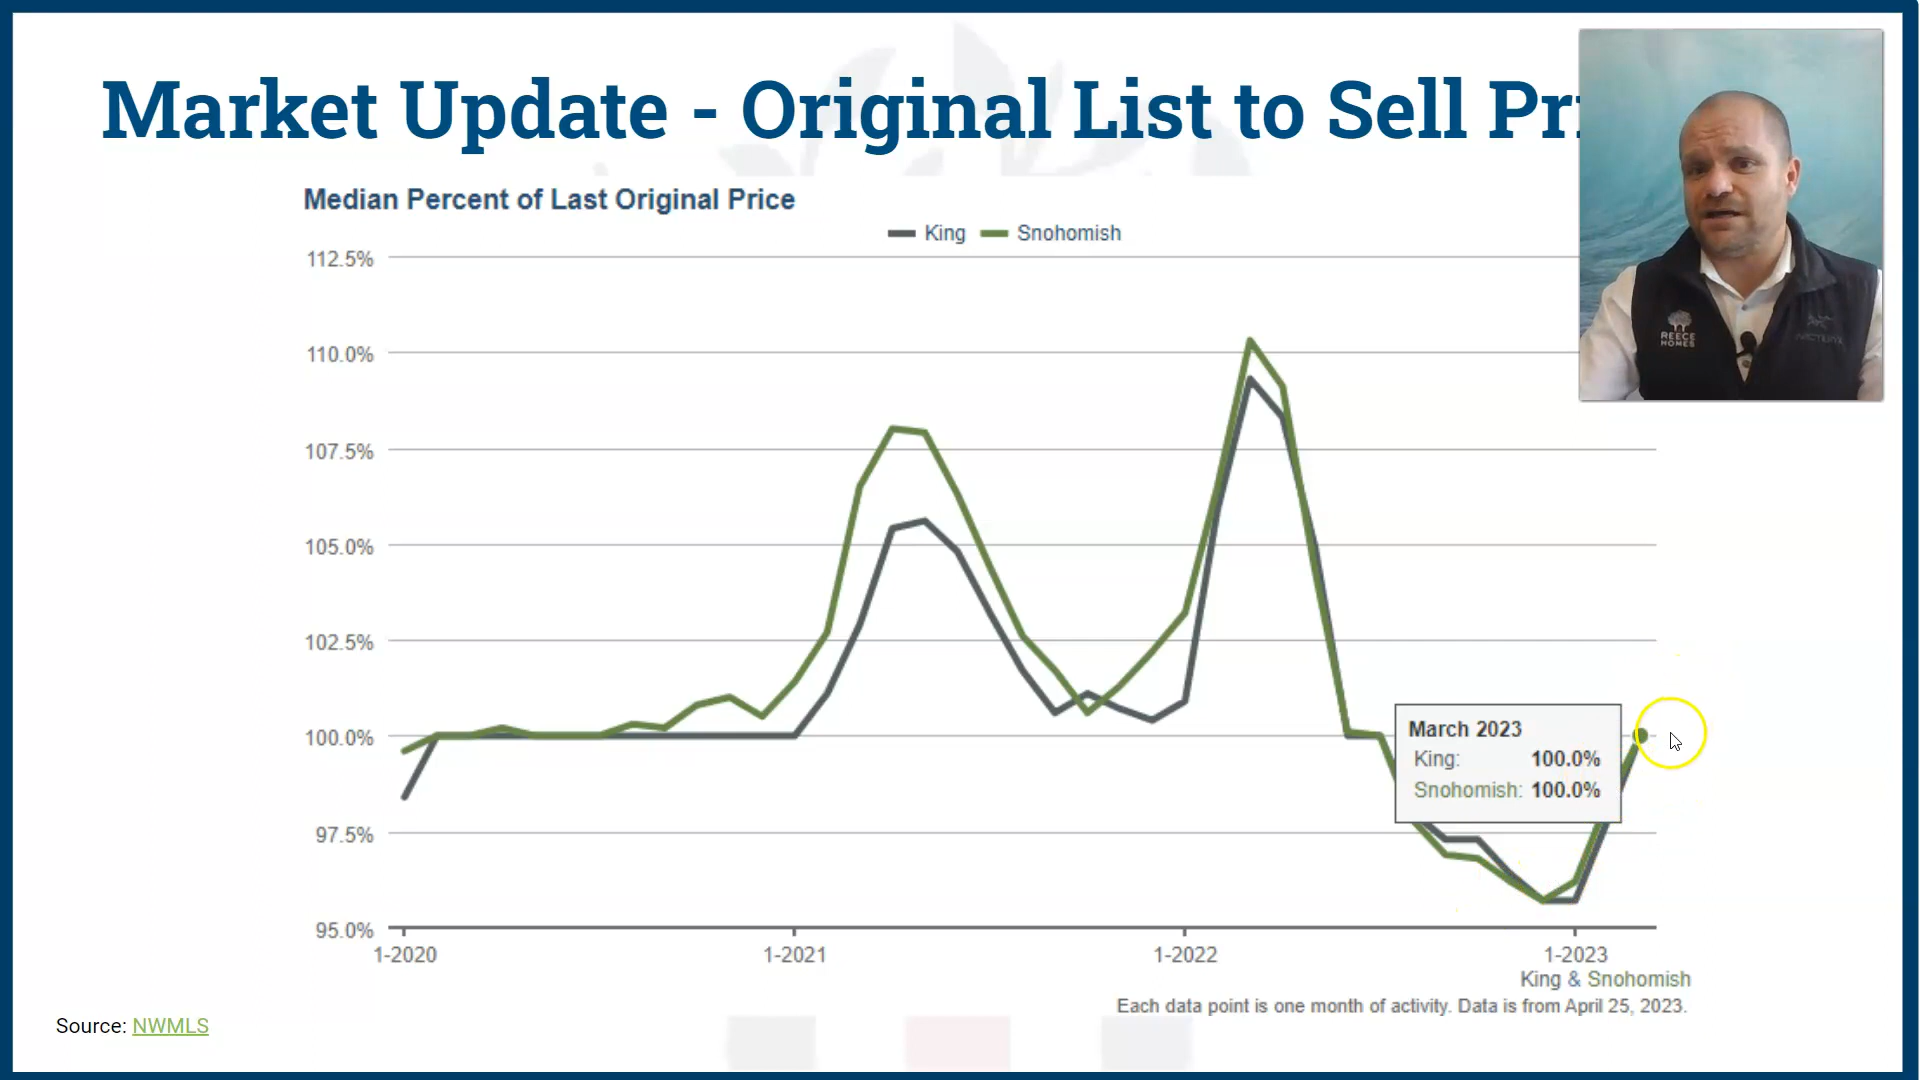 Market Update - Original List to Sell Pri
Median Percent of Last Original Price
King Snohomish
112.5%
110.0%
107.5%
105.0%
102.5%
100.0%
97.5%
95.0%
1-2020 1-2021 1-2022 1-2023
March 2023
King: 100.0%
Snohomish: 100.0%
King & Snohomish
Each data point is one month of activity. Data is from April 25, 2023.
Source: NWMLS
REECE
HOMES